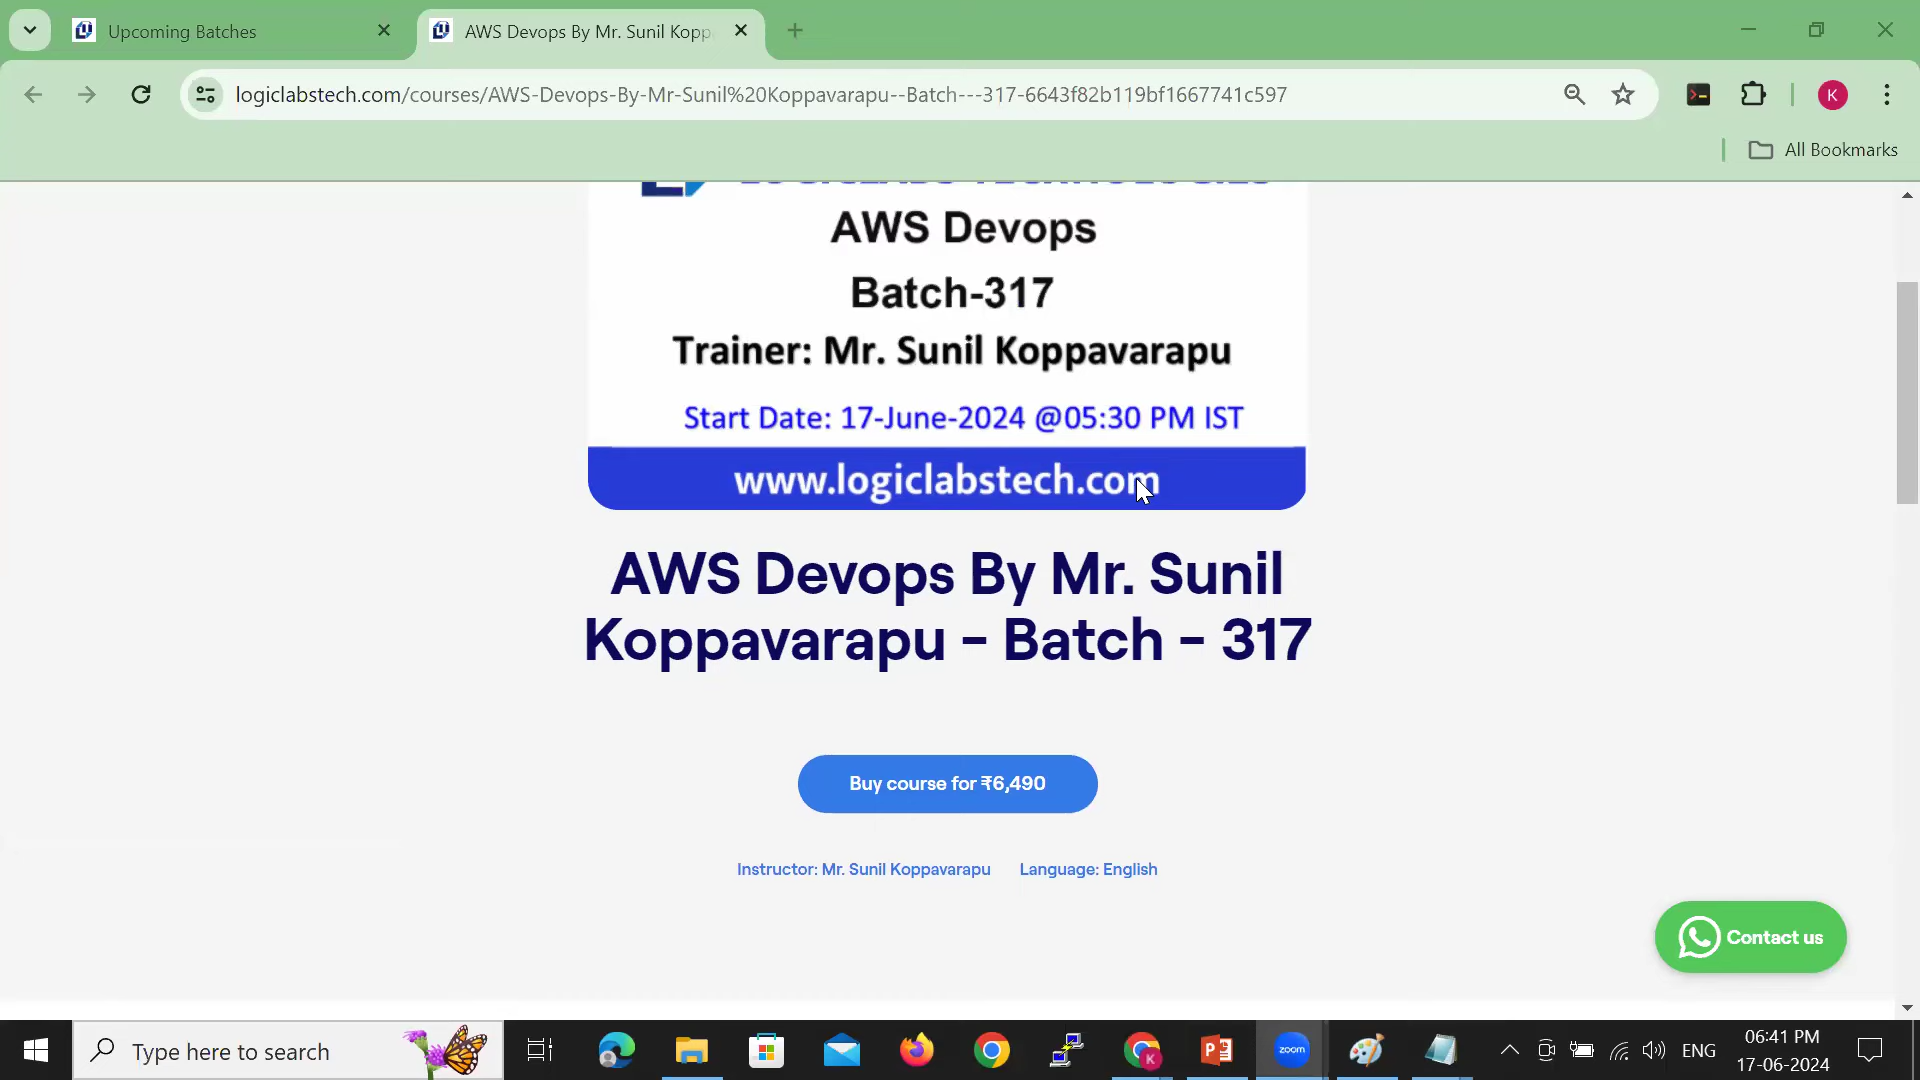 Upcoming Batches
AWS Devops By Mr. Sunil Kopp
logiclabstech.com/courses/AWS-Devops-By-Mr-Sunil%20Koppavarapu--Batch---317-6643f82b119bf1667741c597
K
All Bookmarks
LOGICLABS TECHNOLOGIES
AWS Devops
Batch-317
Trainer: Mr. Sunil Koppavarapu
Start Date: 17-June-2024 @05:30 PM IST
www.logiclabstech.com
AWS Devops By Mr. Sunil
Koppavarapu - Batch - 317
Buy course for ₹6,490
Instructor: Mr. Sunil Koppavarapu Language: English
Contact us
Type here to search
K
zoom
ENG
06:41 PM
17-06-2024